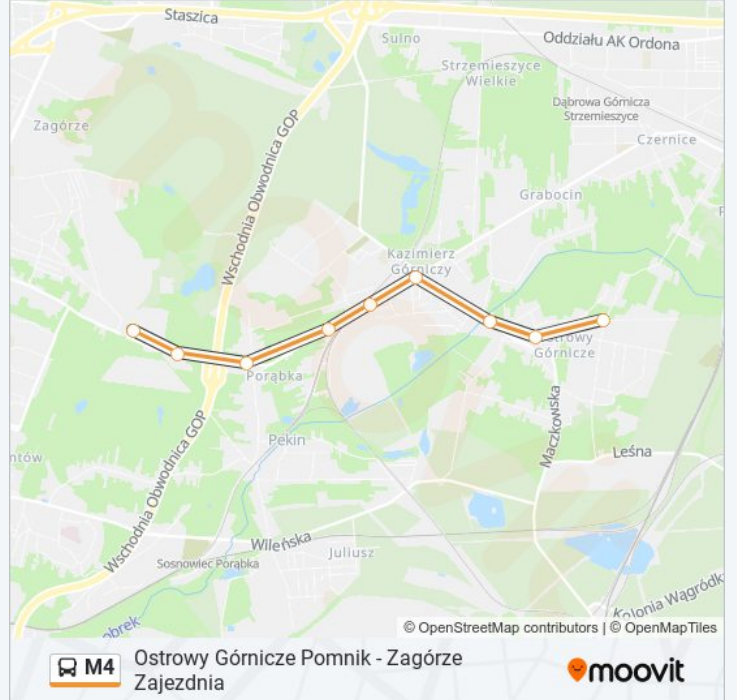 Staszica
Sulno
Oddziału AK Ordona
Strzemieszyce
Wielkie
Dąbrowa Górnicza
Strzemieszyce
Zagórze
Czernice
Wschodnia Obwodnica GOP
Grabocin
Kazimierz
Górniczy
Ostrowy
Górnicze
Porąbka
Maczkowska
Pekin
Wschodnia Obwodnica GOP
Leśna
Wileńska
Juliusz
Sosnowiec Porąbka
Kolonia Wągródk
obrek
© OpenStreetMap contributors | © OpenMapTiles
M4
Ostrowy Górnicze Pomnik - Zagórze
Zajezdnia
moovit